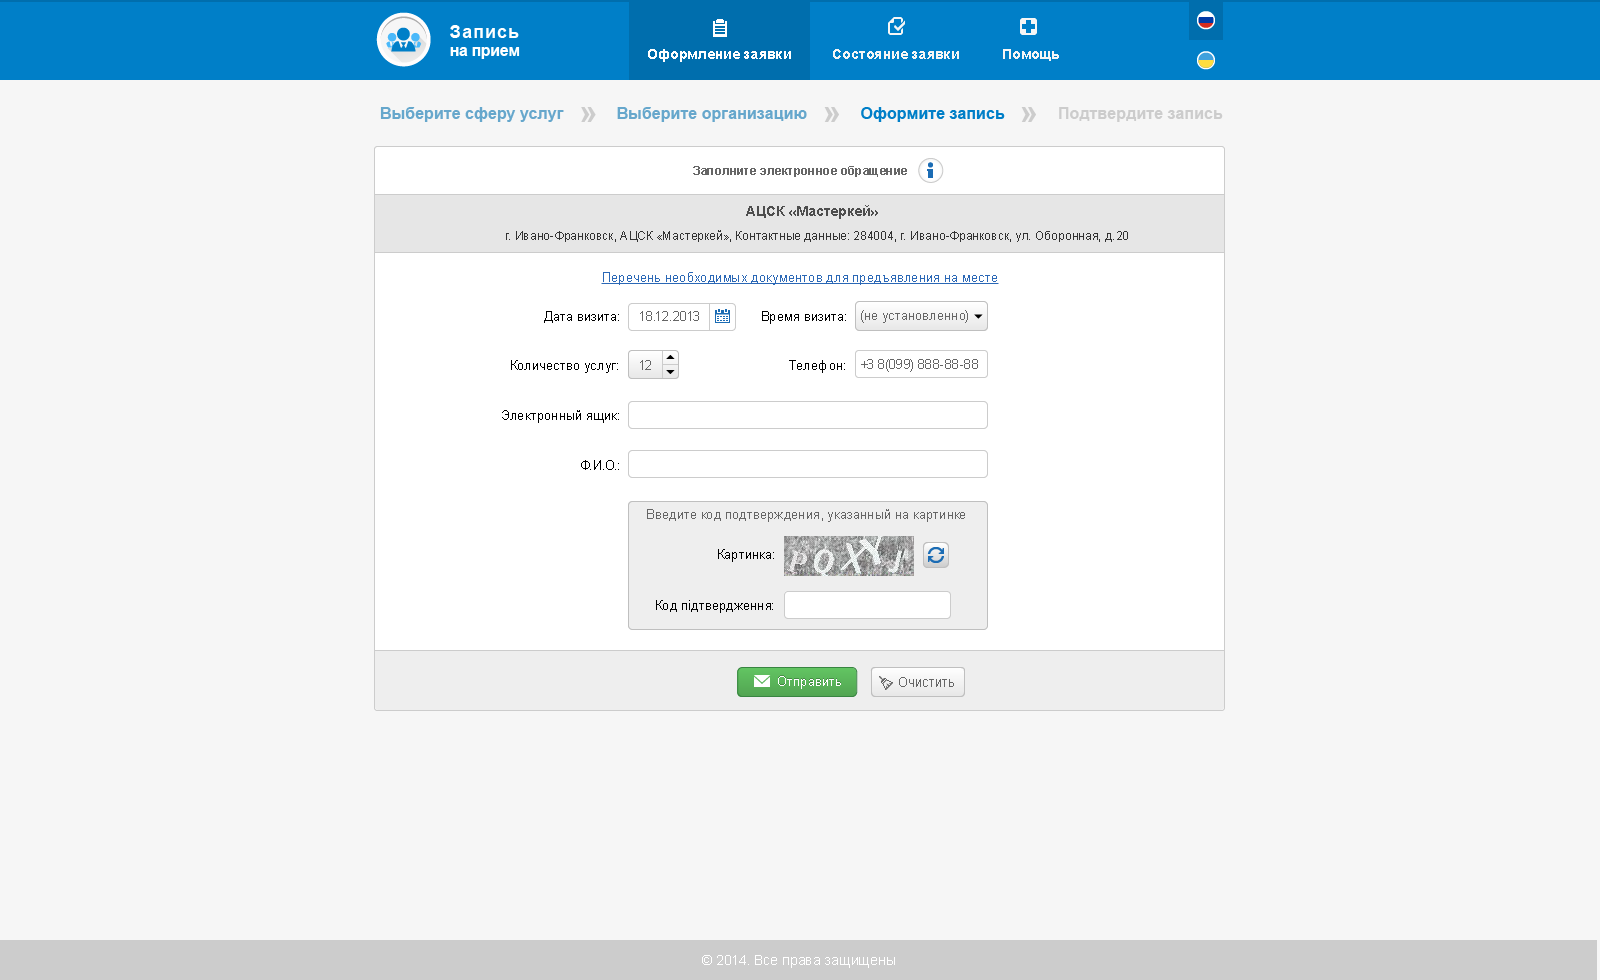 Запись
на прием
Оформление заявки
Состояние заявки
Помощь
Выберите сферу услуг » Выберите организацию » Оформите запись » Подтвердите запись
Заполните электронное обращение
АЦСК «Мастеркей»
г. Ивано-Франковск, АЦСК «Мастеркей», Контактные данные: 284004, г. Ивано-Франковск, ул. Оборонная, д.20
Перечень необходимых документов для предъявления на месте
Дата визита: 18.12.2013 Время визита: (не установленно)
Количество услуг: 12 Телефон: +3 8(099) 888-88-88
Электронный ящик:
Ф.И.О.:
Введите код подтверждения, указанный на картинке
Картинка: PQXXJ
Код підтвердження:
Отправить Очистить
© 2014. Все права защищены